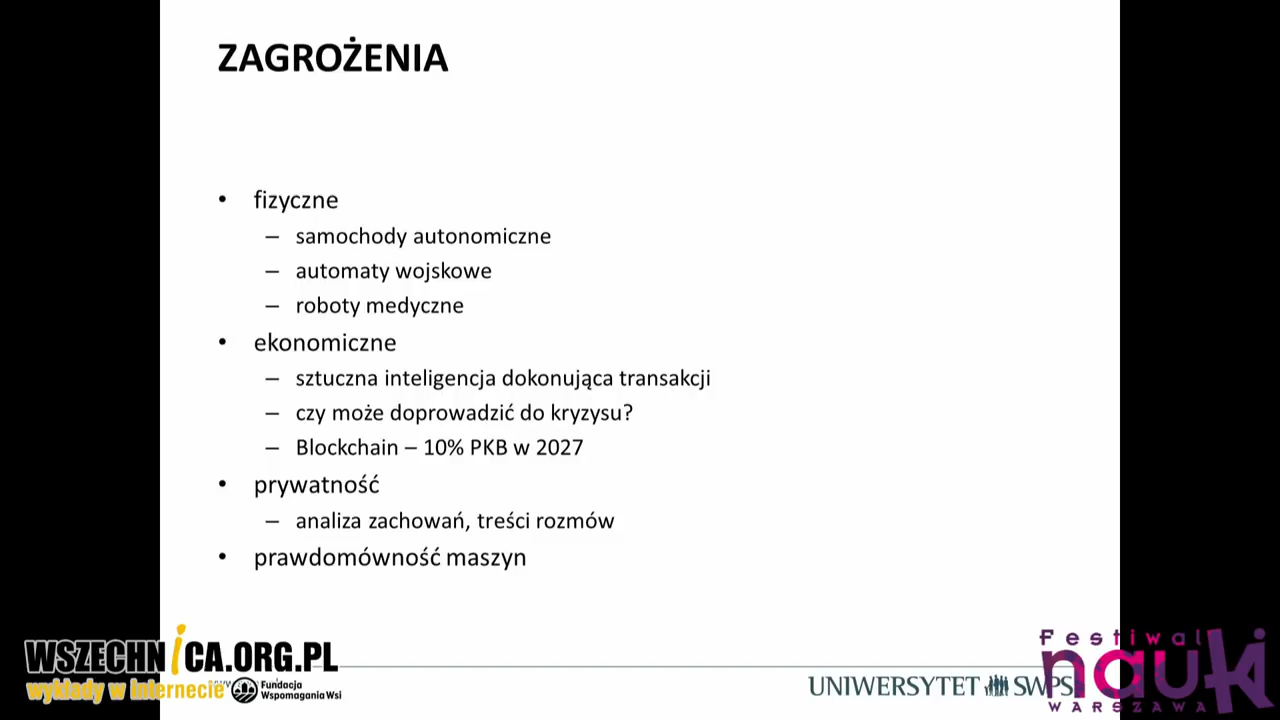 ZAGROŻENIA
• fizyczne
– samochody autonomiczne
– automaty wojskowe
– roboty medyczne
• ekonomiczne
– sztuczna inteligencja dokonująca transakcji
– czy może doprowadzić do kryzysu?
– Blockchain – 10% PKB w 2027
• prywatność
– analiza zachowań, treści rozmów
• prawdomówność maszyn
WSZECHNiCA.ORG.PL
wykłady w Internecie
Fundacja
Wspomagania Wsi
UNIWERSYTET SWPS
Festiwal
nauki
WARSZAWA